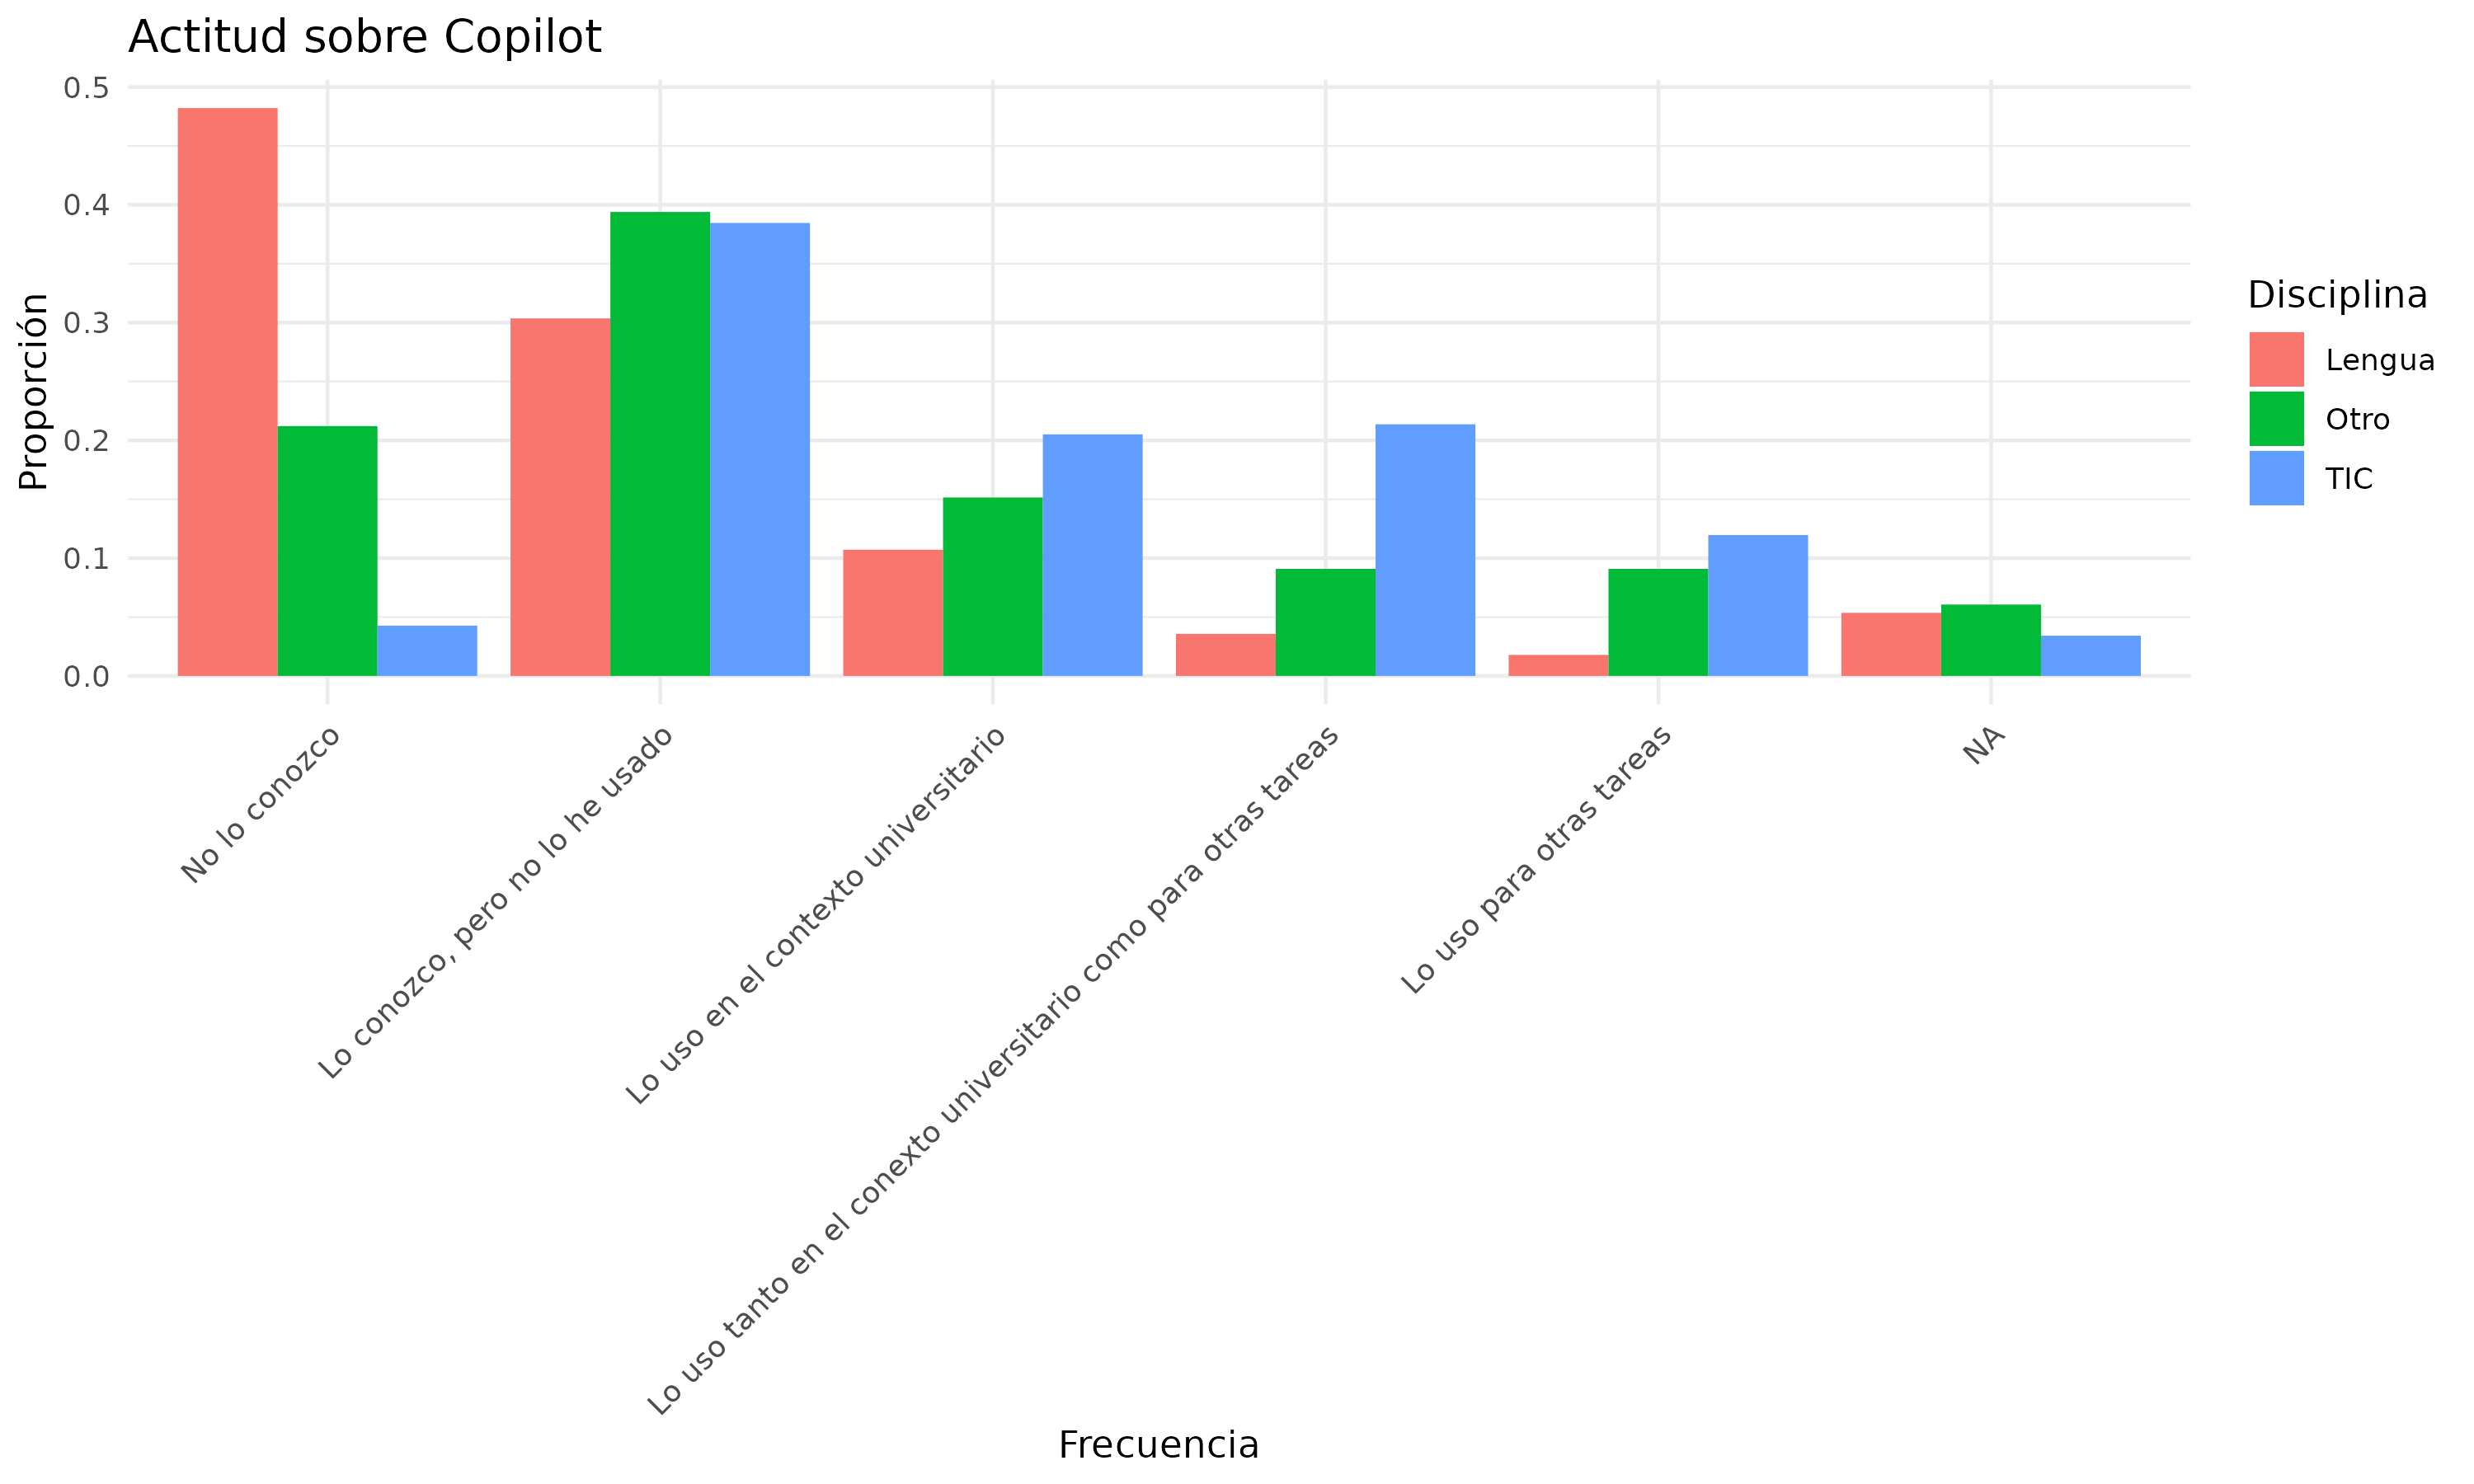 Actitud sobre Copilot
Proporción
0.5
0.4
0.3
0.2
0.1
0.0
No lo conozco
Lo conozco, pero no lo he usado
Lo uso en el contexto universitario
Lo uso tanto en el conexto universitario como para otras tareas
Lo uso para otras tareas
NA
Frecuencia
Disciplina
Lengua
Otro
TIC